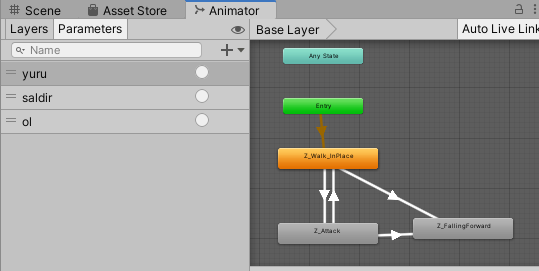 Scene
Asset Store
Animator
Layers
Parameters
Base Layer
Auto Live Link
Name
yuru
saldir
ol
Any State
Entry
Z_Walk_InPlace
Z_Attack
Z_FallingForward